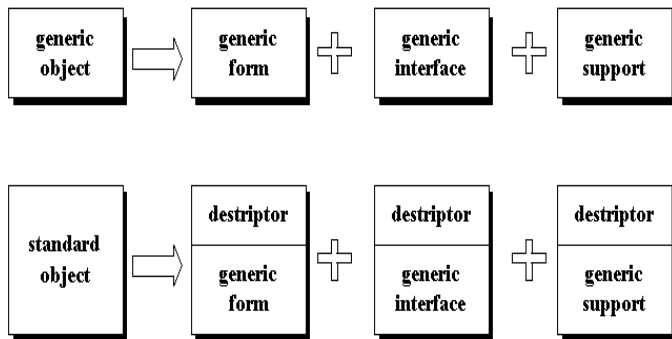 generic
object
generic
form
generic
interface
generic
support
standard
object
destriptor
generic
form
destriptor
generic
interface
destriptor
generic
support